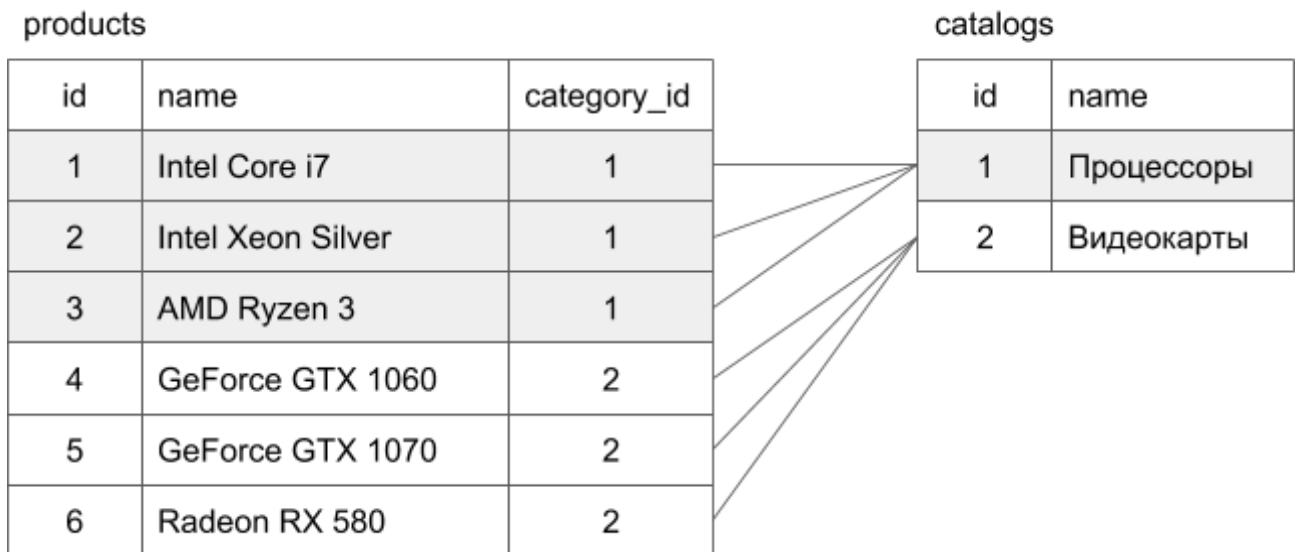 products
id name category_id
1 Intel Core i7 1
2 Intel Xeon Silver 1
3 AMD Ryzen 3 1
4 GeForce GTX 1060 2
5 GeForce GTX 1070 2
6 Radeon RX 580 2
catalogs
id name
1 Процессоры
2 Видеокарты